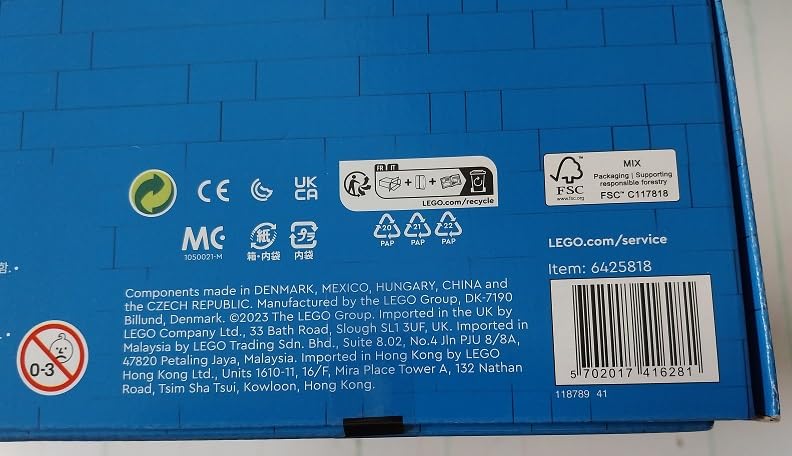 CE
UK
CA
FR IT
LEGO.com/recycle
FSC
www.fsc.org
MIX
Packaging | Supporting
responsible forestry
FSC™ C117818
MC
1050021-M
紙
箱・内袋
プラ
内袋
20
PAP
21
PAP
22
PAP
LEGO.com/service
Item: 6425818
Components made in DENMARK, MEXICO, HUNGARY, CHINA and
the CZECH REPUBLIC. Manufactured by the LEGO Group, DK-7190
Billund, Denmark. ©2023 The LEGO Group. Imported in the UK by
LEGO Company Ltd., 33 Bath Road, Slough SL1 3UF, UK. Imported in
Malaysia by LEGO Trading Sdn. Bhd., Suite 8.02, No.4 Jln PJU 8/8A,
47820 Petaling Jaya, Malaysia. Imported in Hong Kong by LEGO
Hong Kong Ltd., Units 1610-11, 16/F, Mira Place Tower A, 132 Nathan
Road, Tsim Sha Tsui, Kowloon, Hong Kong.
함.•
0-3
5 702017 416281
118789 41